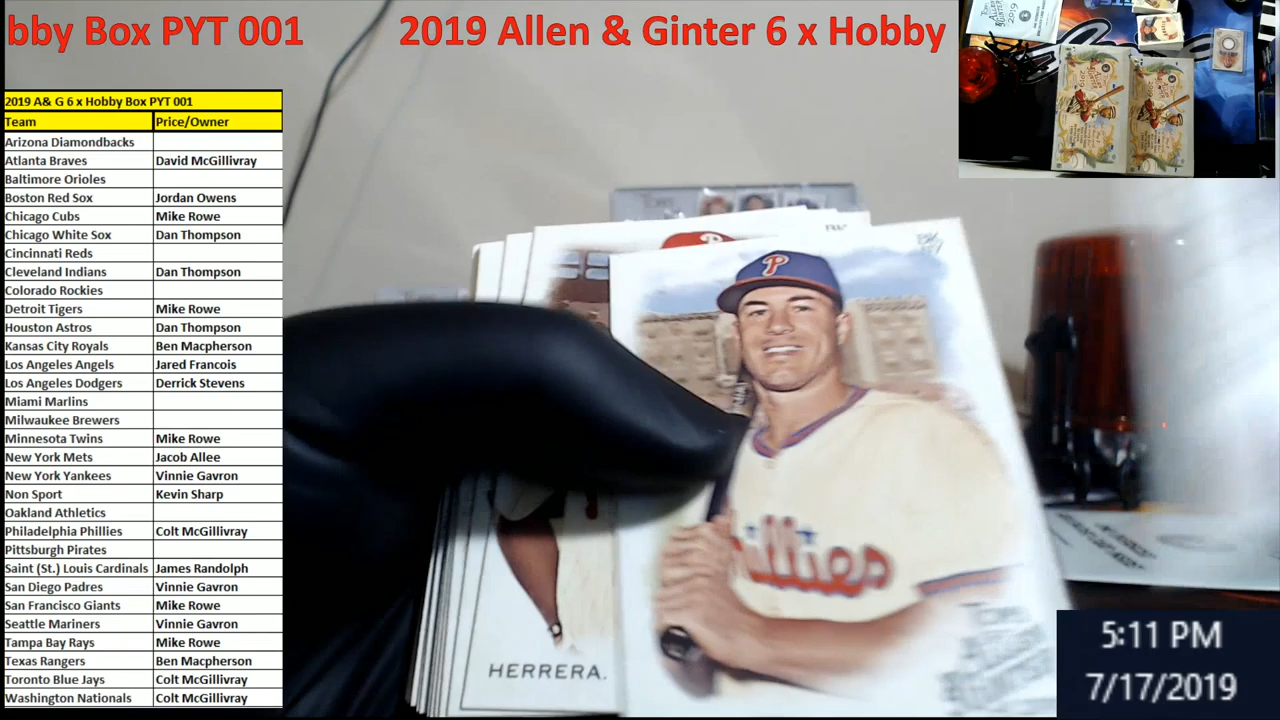 bby Box PYT 001 2019 Allen & Ginter 6 x Hobby
2019 A& G 6 x Hobby Box PYT 001
Team Price/Owner
Arizona Diamondbacks
Atlanta Braves David McGillivray
Baltimore Orioles
Boston Red Sox Jordan Owens
Chicago Cubs Mike Rowe
Chicago White Sox Dan Thompson
Cincinnati Reds
Cleveland Indians Dan Thompson
Colorado Rockies
Detroit Tigers Mike Rowe
Houston Astros Dan Thompson
Kansas City Royals Ben Macpherson
Los Angeles Angels Jared Francois
Los Angeles Dodgers Derrick Stevens
Miami Marlins
Milwaukee Brewers
Minnesota Twins Mike Rowe
New York Mets Jacob Allee
New York Yankees Vinnie Gavron
Non Sport Kevin Sharp
Oakland Athletics
Philadelphia Phillies Colt McGillivray
Pittsburgh Pirates
Saint (St.) Louis Cardinals James Randolph
San Diego Padres Vinnie Gavron
San Francisco Giants Mike Rowe
Seattle Mariners Vinnie Gavron
Tampa Bay Rays Mike Rowe
Texas Rangers Ben Macpherson
Toronto Blue Jays Colt McGillivray
Washington Nationals Colt McGillivray
P
hillies
HERRERA.
5:11 PM
7/17/2019